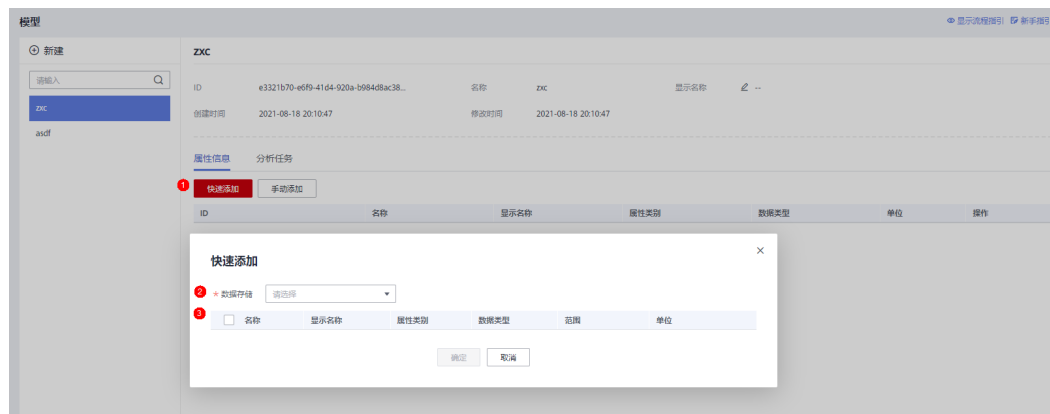 模型
显示流程指引 新手指引
新建
zxc
请输入
ID e3321b70-e6f9-41d4-920a-b984d8ac38... 名称 zxc 显示名称 --
zxc
创建时间 2021-08-18 20:10:47 修改时间 2021-08-18 20:10:47
asdf
属性信息 分析任务
1 快速添加 手动添加
ID 名称 显示名称 属性类别 数据类型 单位 操作
快速添加
2 * 数据存储 请选择
3 名称 显示名称 属性类别 数据类型 范围 单位
确定 取消